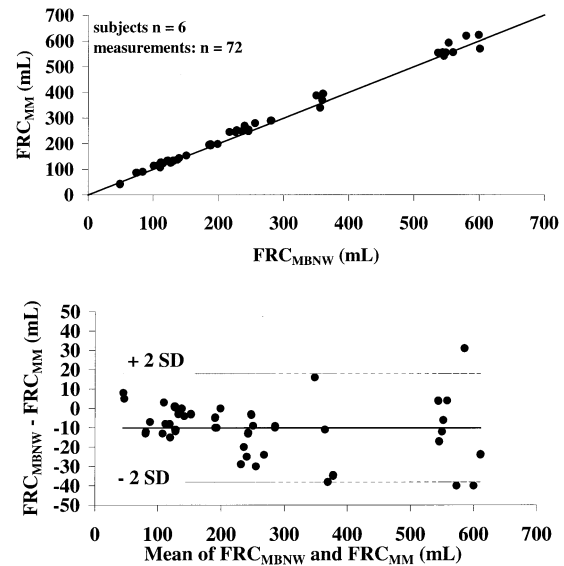 700
600
500
400
300
200
100
0
FRC_MM (mL)
subjects n = 6
measurements: n = 72
0 100 200 300 400 500 600 700
FRC_MBNW (mL)
50
40
30
20
10
0
-10
-20
-30
-40
-50
FRC_MBNW - FRC_MM (mL)
+ 2 SD
- 2 SD
0 100 200 300 400 500 600 700
Mean of FRC_MBNW and FRC_MM (mL)